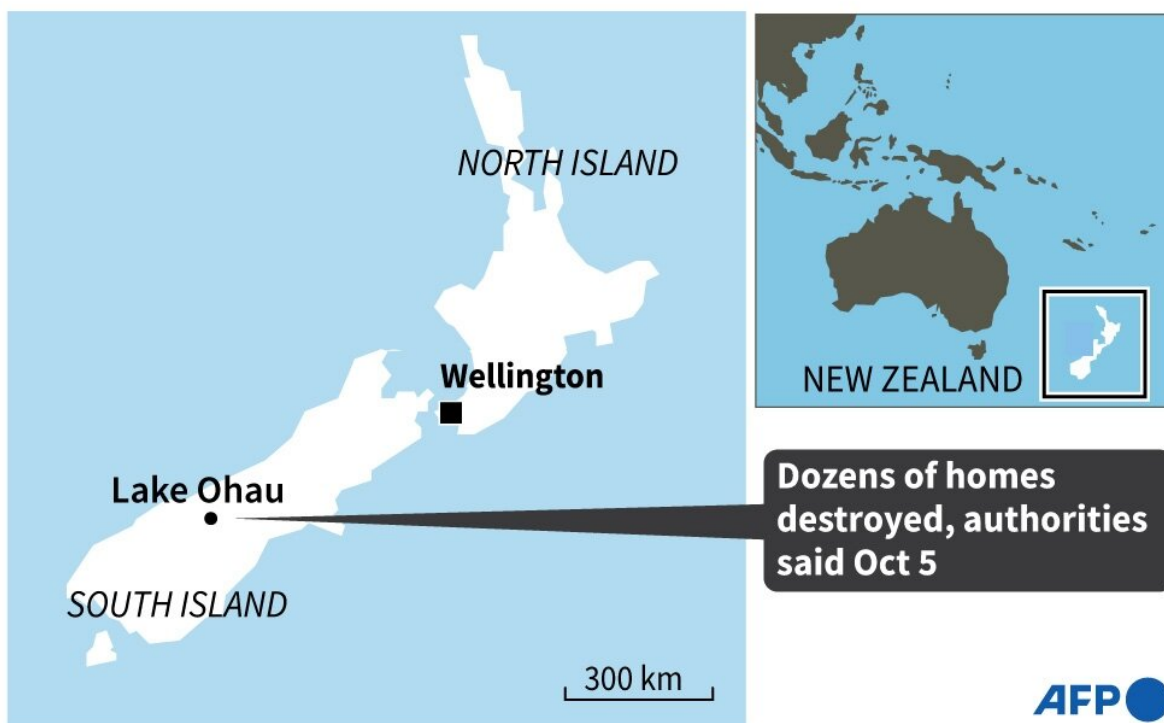 NORTH ISLAND
Wellington
Lake Ohau
SOUTH ISLAND
300 km
NEW ZEALAND
Dozens of homes
destroyed, authorities
said Oct 5
AFP